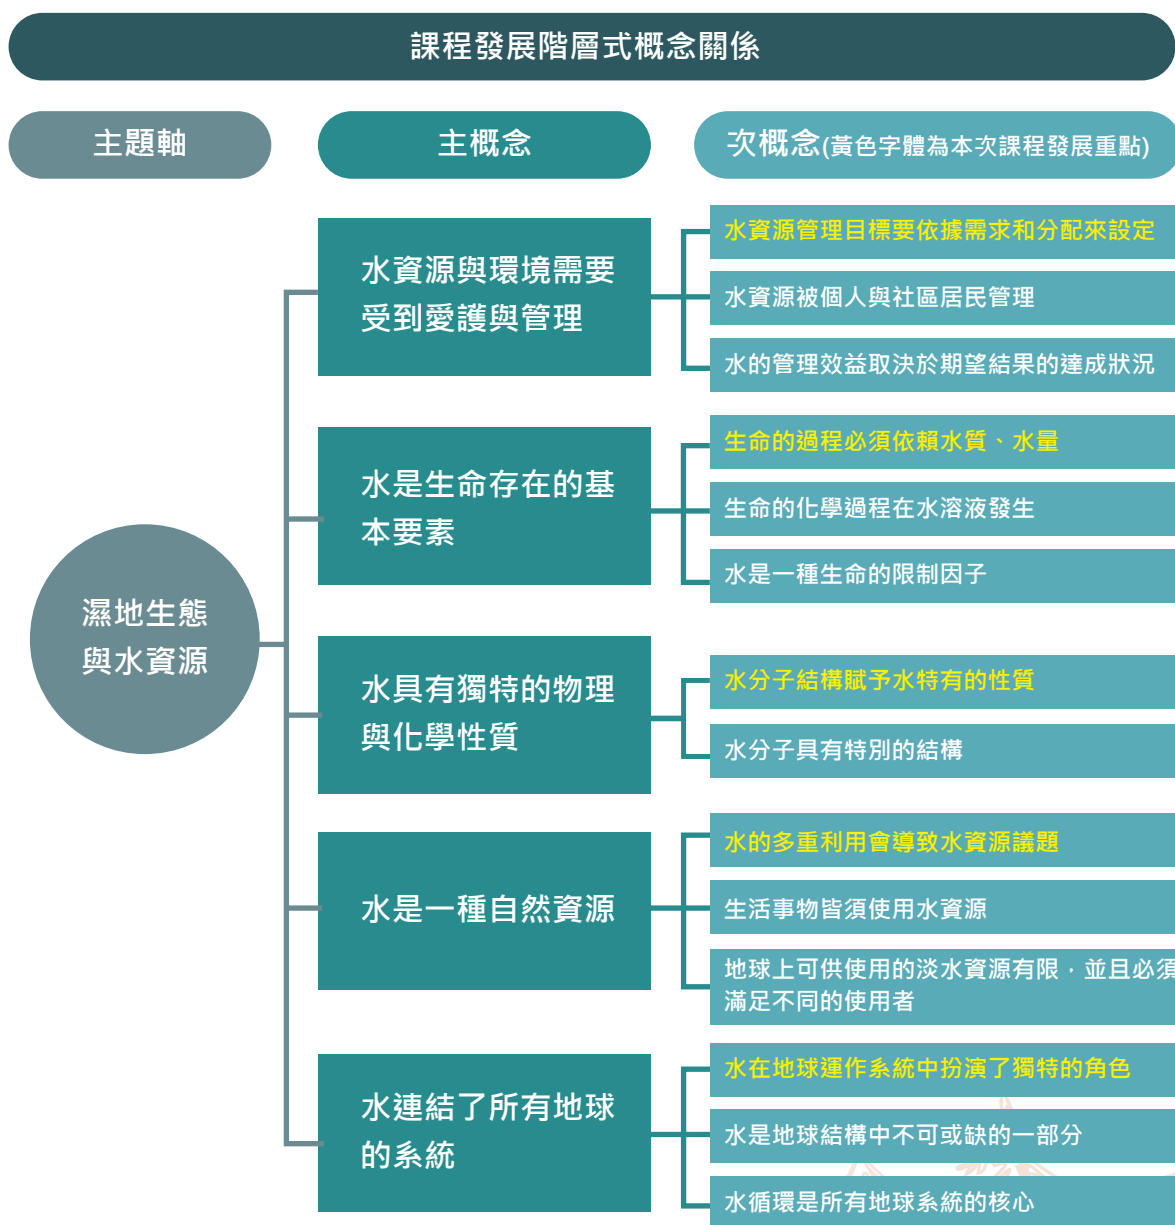 課程發展階層式概念關係
主題軸
主概念
次概念(黃色字體為本次課程發展重點)
濕地生態
與水資源
水資源與環境需要
受到愛護與管理
水資源管理目標要依據需求和分配來設定
水資源被個人與社區居民管理
水的管理效益取決於期望結果的達成狀況
水是生命存在的基
本要素
生命的過程必須依賴水質、水量
生命的化學過程在水溶液發生
水是一種生命的限制因子
水具有獨特的物理
與化學性質
水分子結構賦予水特有的性質
水分子具有特別的結構
水是一種自然資源
水的多重利用會導致水資源議題
生活事物皆須使用水資源
地球上可供使用的淡水資源有限，並且必須
滿足不同的使用者
水連結了所有地球
的系統
水在地球運作系統中扮演了獨特的角色
水是地球結構中不可或缺的一部分
水循環是所有地球系統的核心